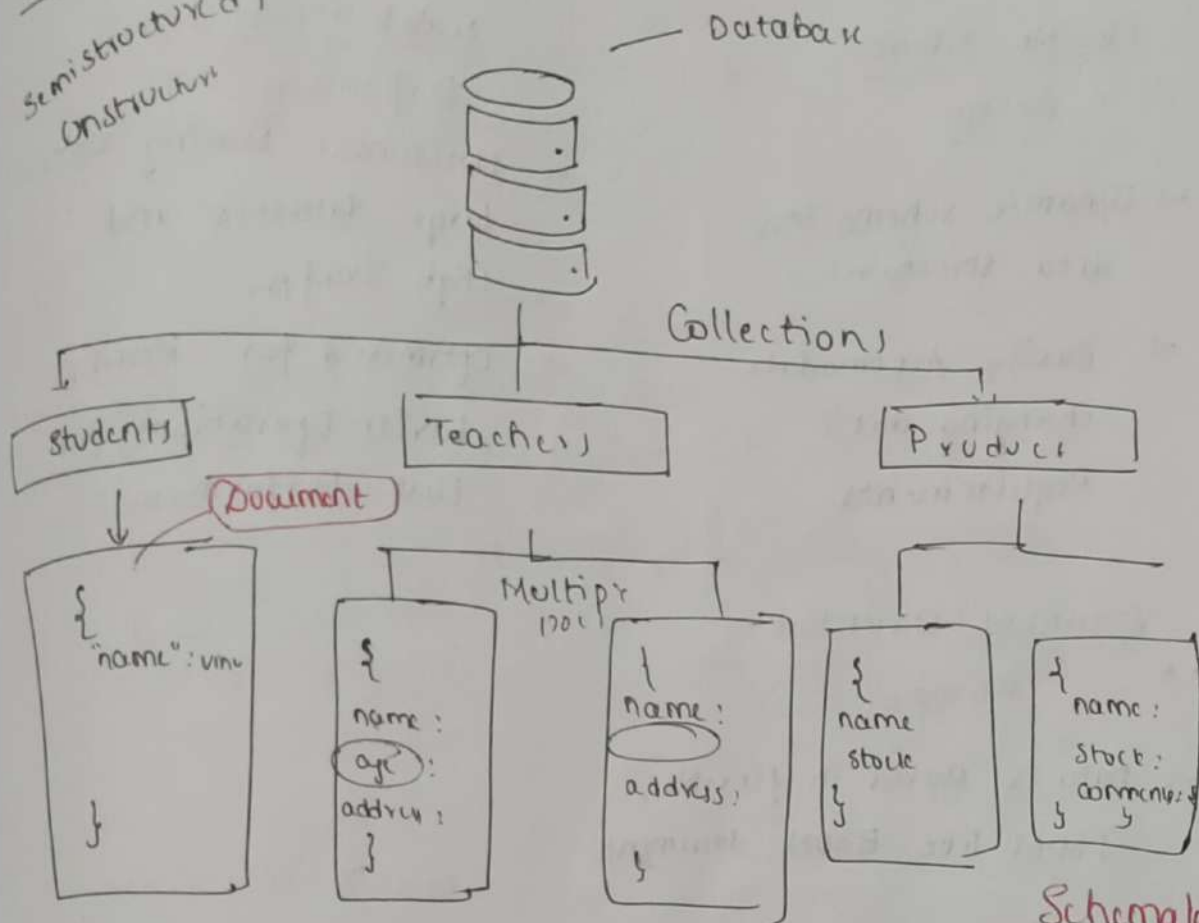 semistructured,
Unstructure
Database
Collections
students
Teachers
Product
Document
Multiple
Doc
{
"name": vinu
}
{
name:
age:
address:
}
{
name:
address:
}
{
name
stock
}
{
name:
stock:
comments: {
} }